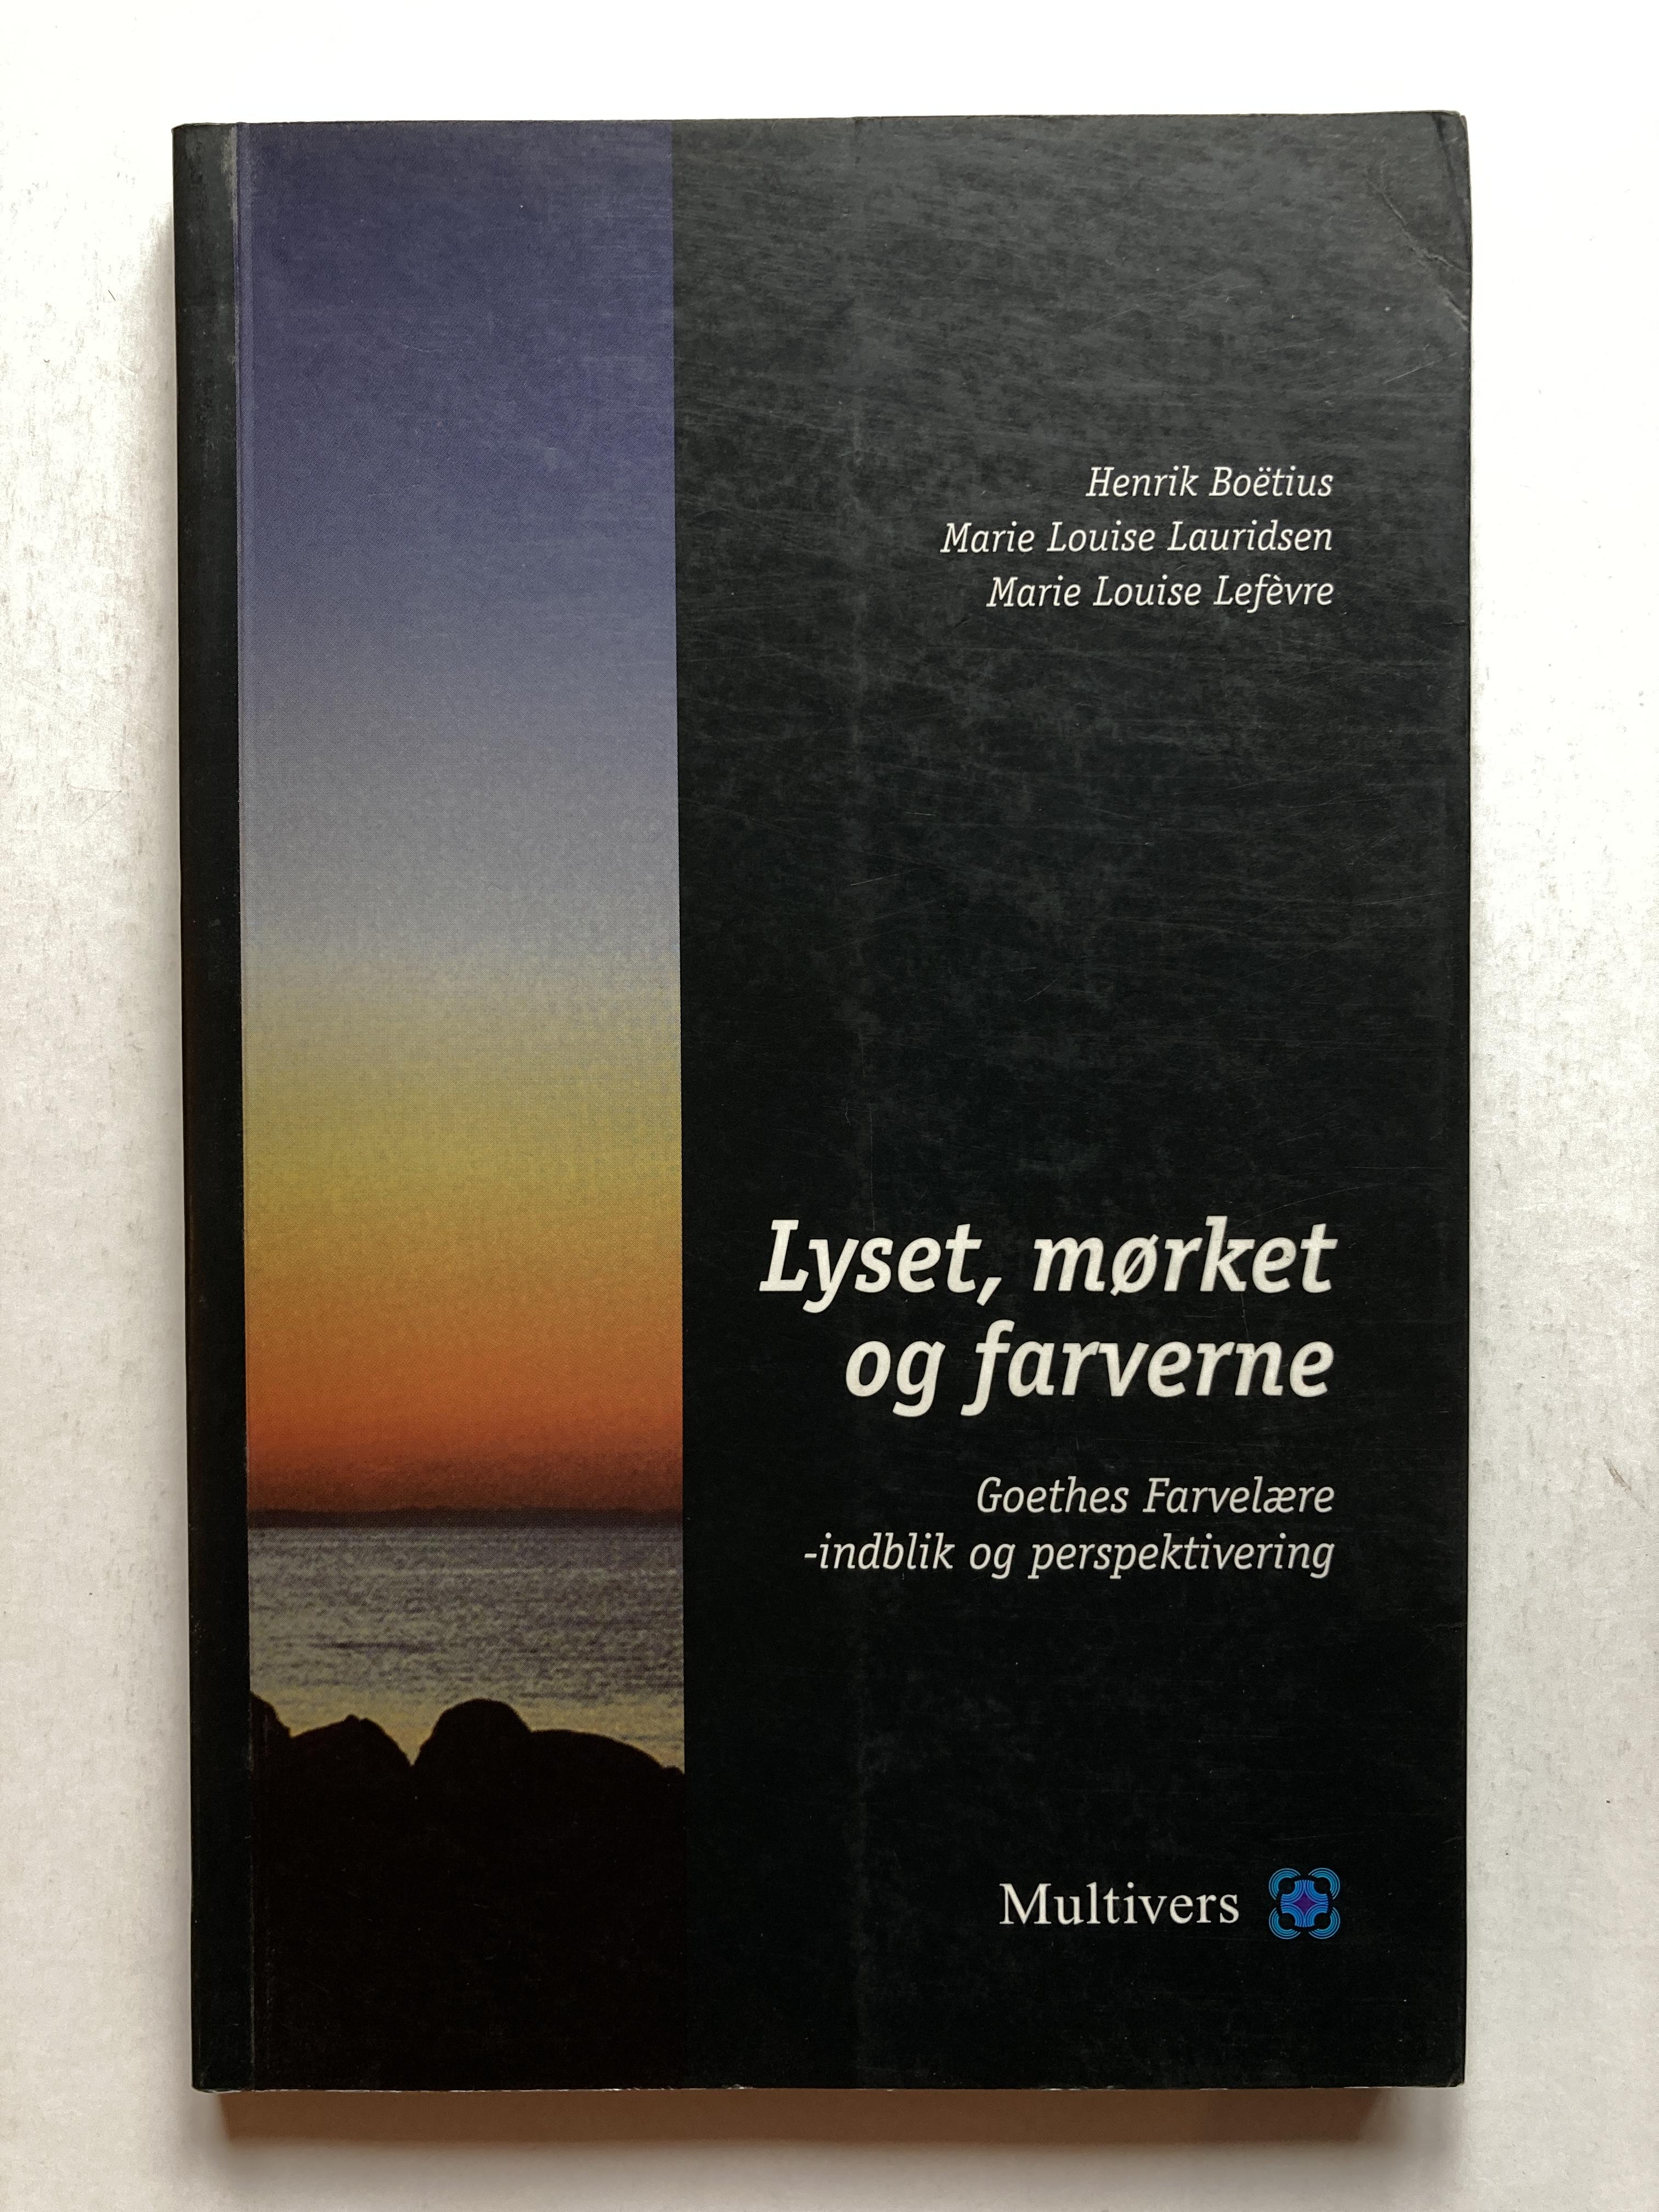 Henrik Boëtius
Marie Louise Lauridsen
Marie Louise Lefèvre
Lyset, mørket
og farverne
Goethes Farvelære
-indblik og perspektivering
Multivers